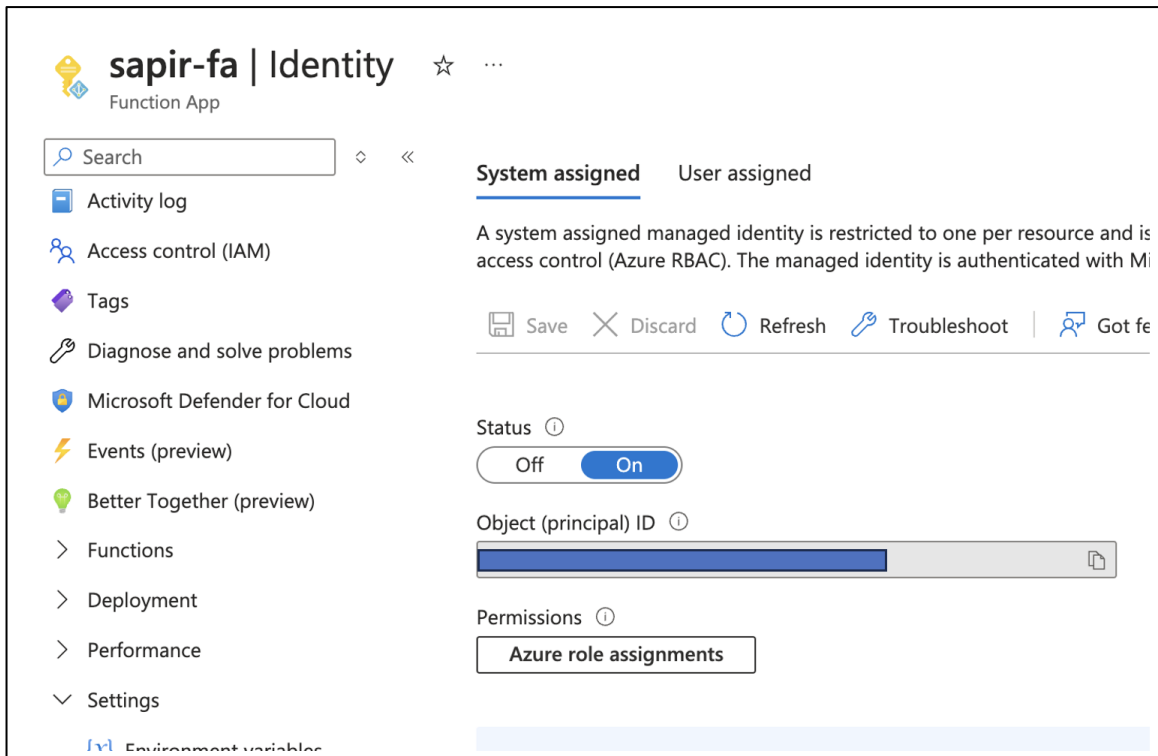 sapir-fa | Identity
Function App
Search
Activity log
Access control (IAM)
Tags
Diagnose and solve problems
Microsoft Defender for Cloud
Events (preview)
Better Together (preview)
Functions
Deployment
Performance
Settings
Environment variables
System assigned
User assigned
A system assigned managed identity is restricted to one per resource and is
access control (Azure RBAC). The managed identity is authenticated with Mi
Save Discard Refresh Troubleshoot Got fe
Status
Off On
Object (principal) ID
Permissions
Azure role assignments